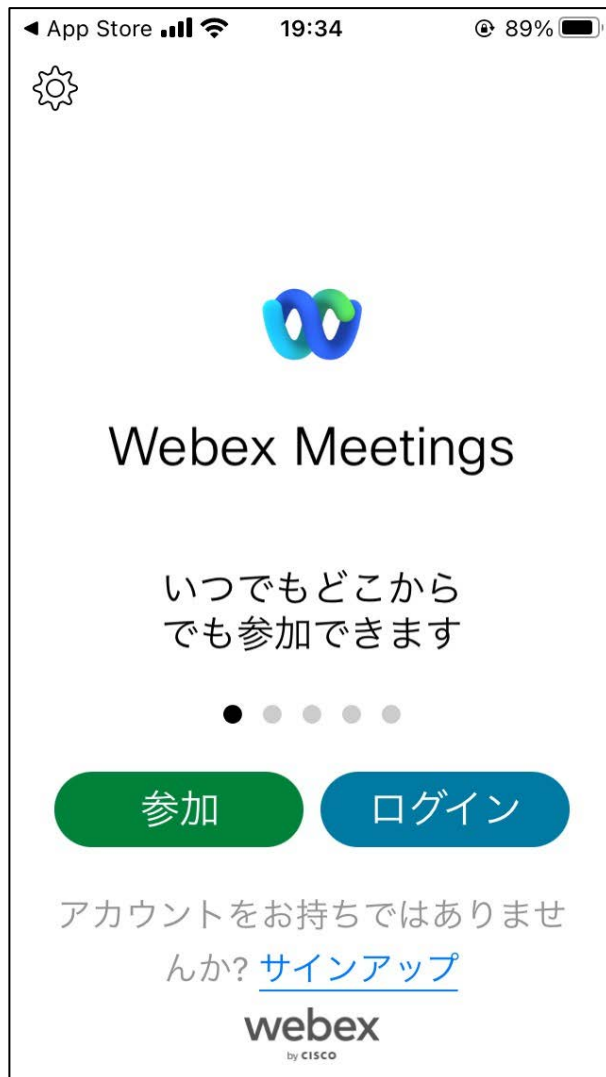 App Store 19:34 89%
Webex Meetings
いつでもどこから
でも参加できます
参加 ログイン
アカウントをお持ちではありませ
んか? サインアップ
webex
by CISCO